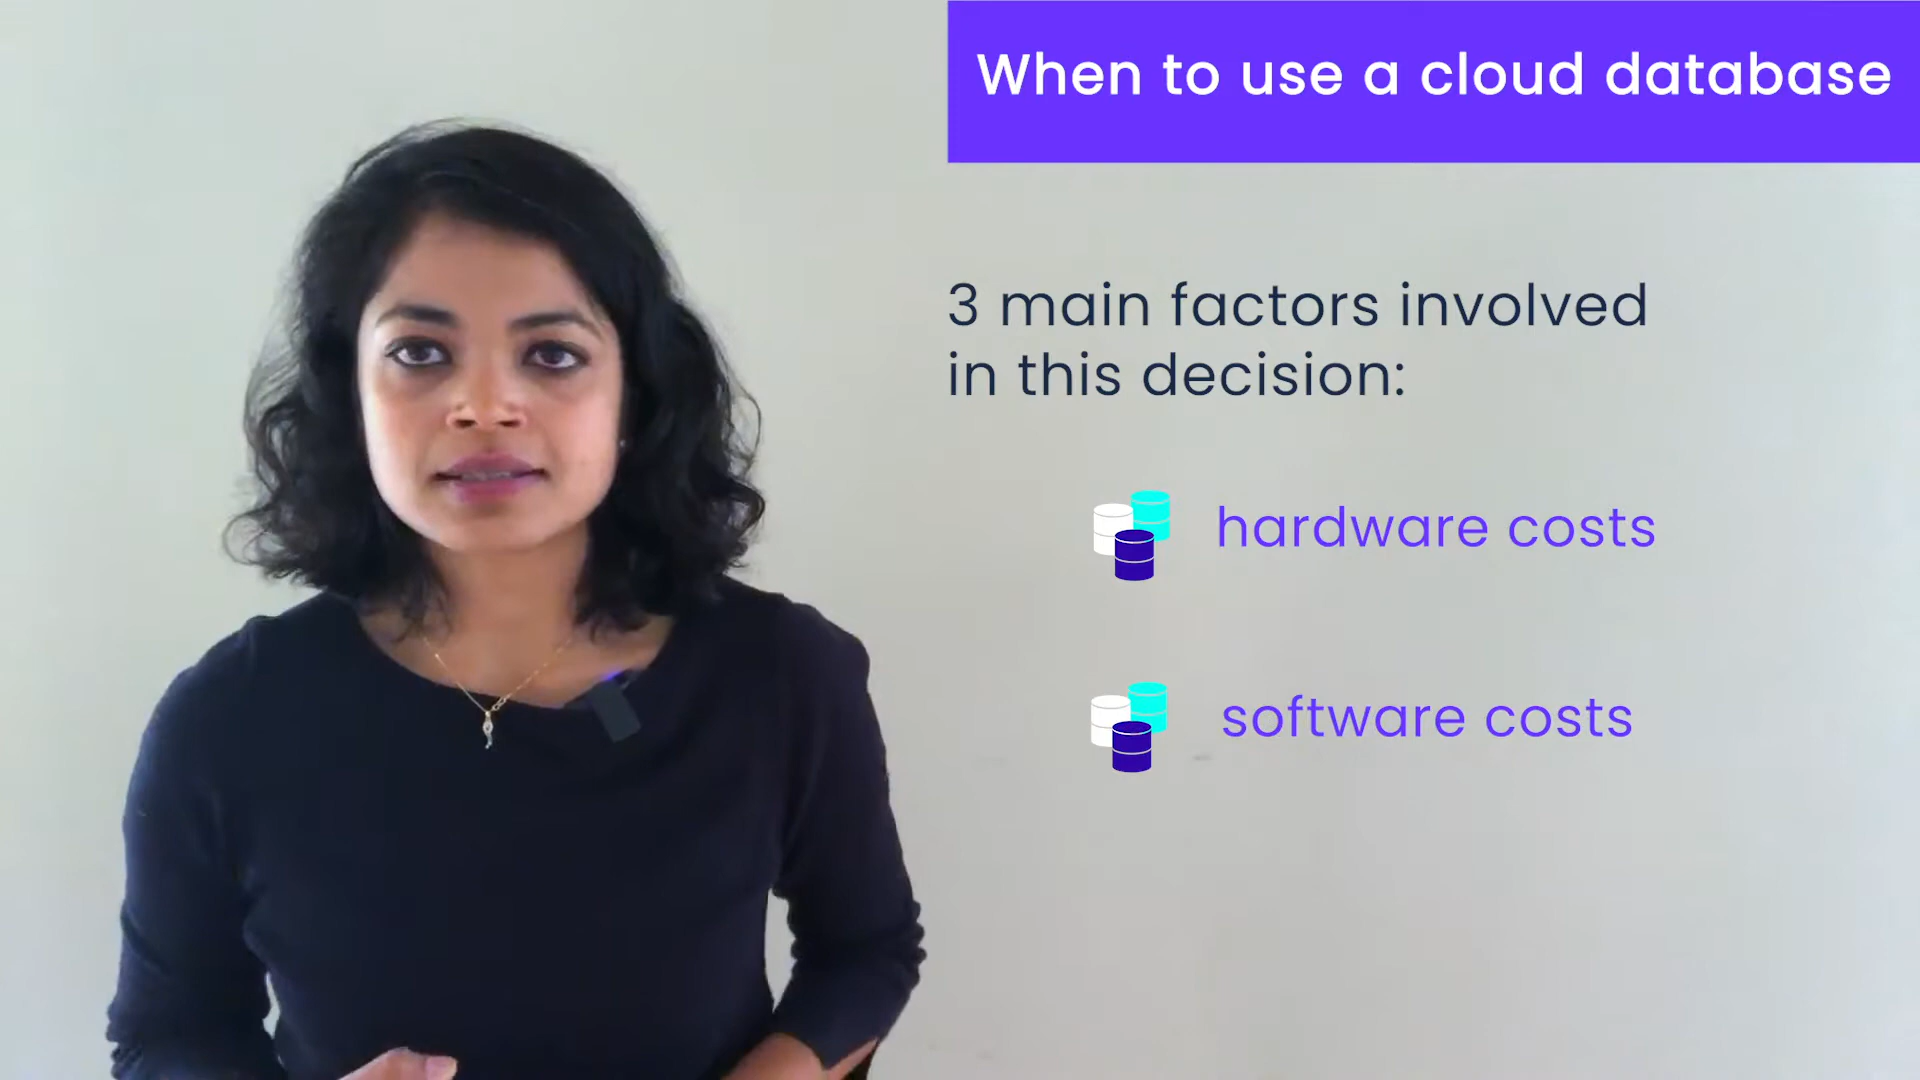 When to use a cloud database
3 main factors involved
in this decision:
hardware costs
software costs